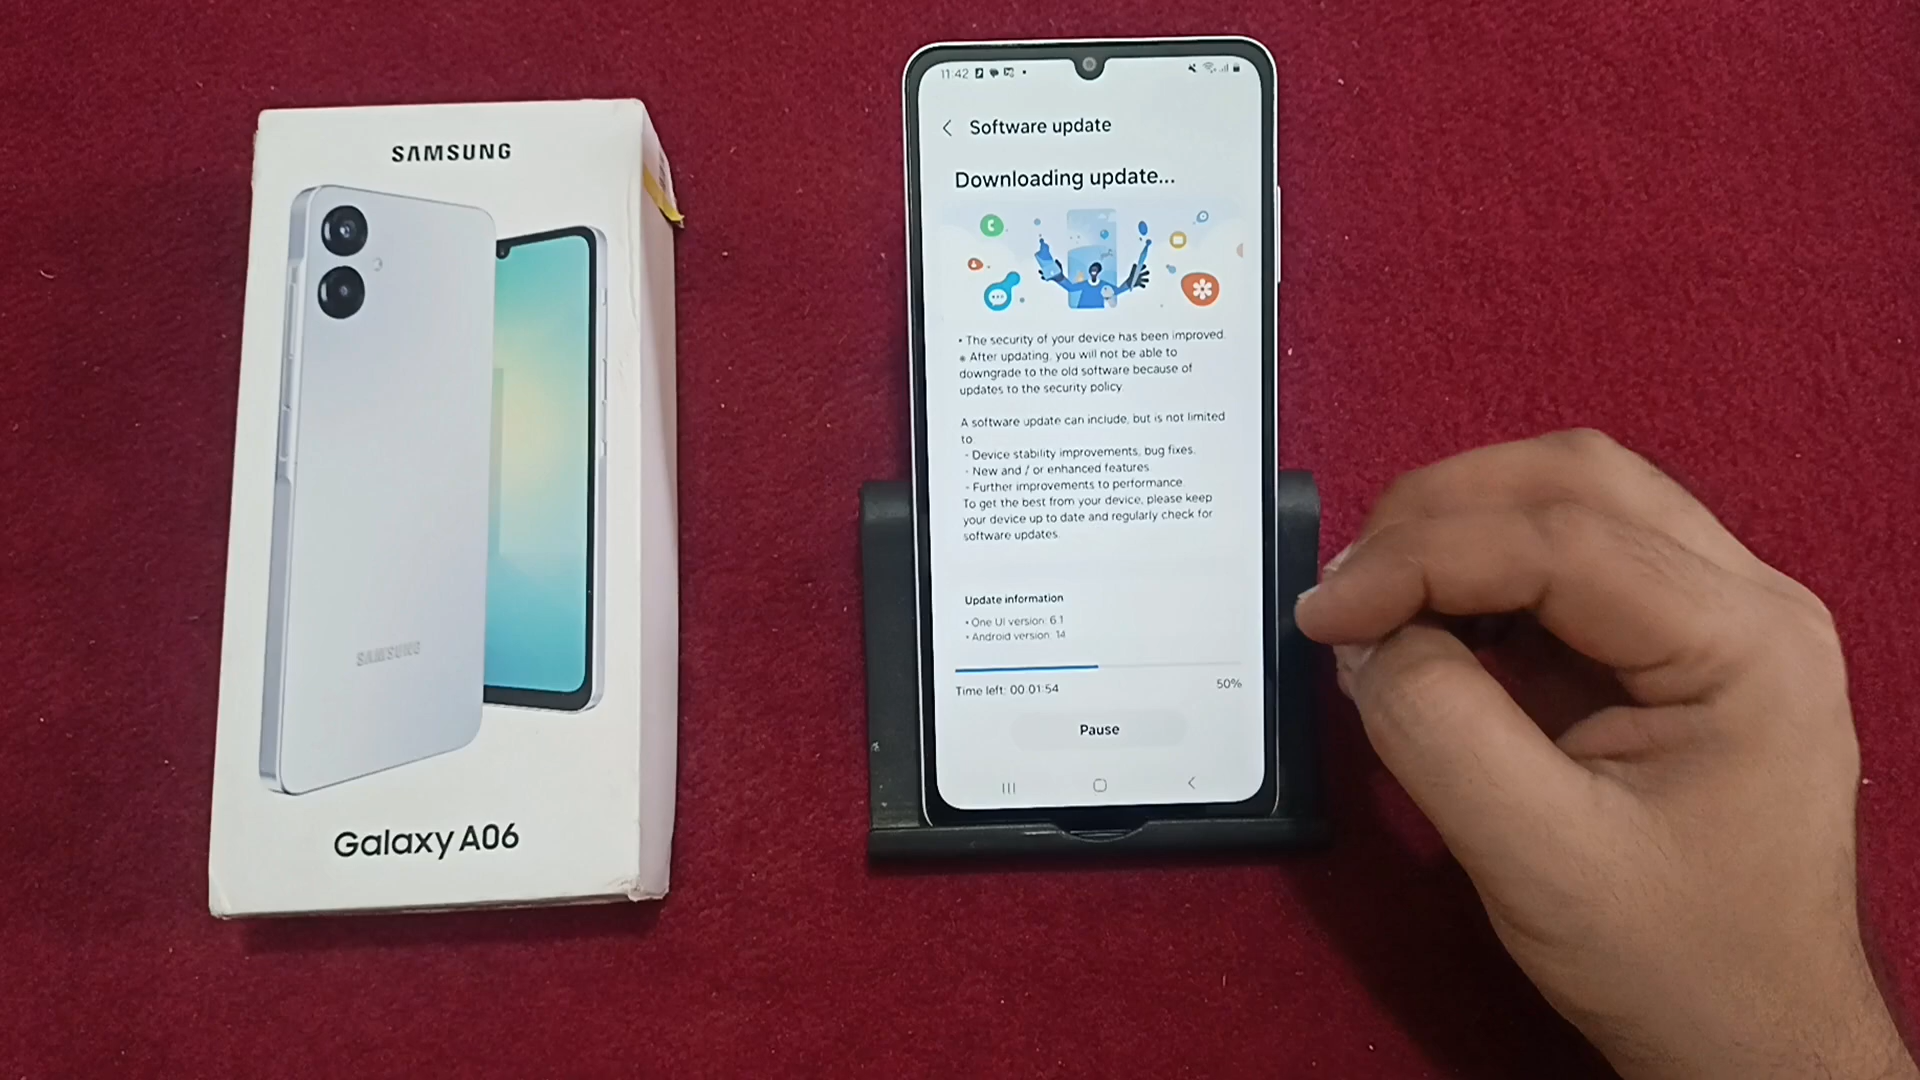 SAMSUNG
SAMSUNG
Galaxy A06
11:42
Software update
Downloading update...
• The security of your device has been improved.
• After updating, you will not be able to
downgrade to the old software because of
updates to the security policy.
A software update can include, but is not limited
to
- Device stability improvements, bug fixes.
- New and / or enhanced features
- Further improvements to performance.
To get the best from your device, please keep
your device up to date and regularly check for
software updates.
Update information
• One UI version: 6.1
• Android version: 14
Time left: 00:01:54
50%
Pause